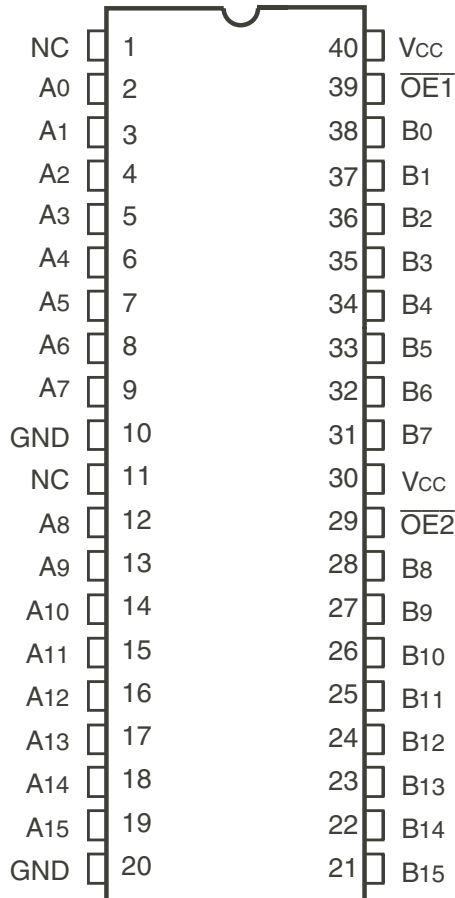 NC 1 40 VCC
A0 2 39 OE1
A1 3 38 B0
A2 4 37 B1
A3 5 36 B2
A4 6 35 B3
A5 7 34 B4
A6 8 33 B5
A7 9 32 B6
GND 10 31 B7
NC 11 30 VCC
A8 12 29 OE2
A9 13 28 B8
A10 14 27 B9
A11 15 26 B10
A12 16 25 B11
A13 17 24 B12
A14 18 23 B13
A15 19 22 B14
GND 20 21 B15